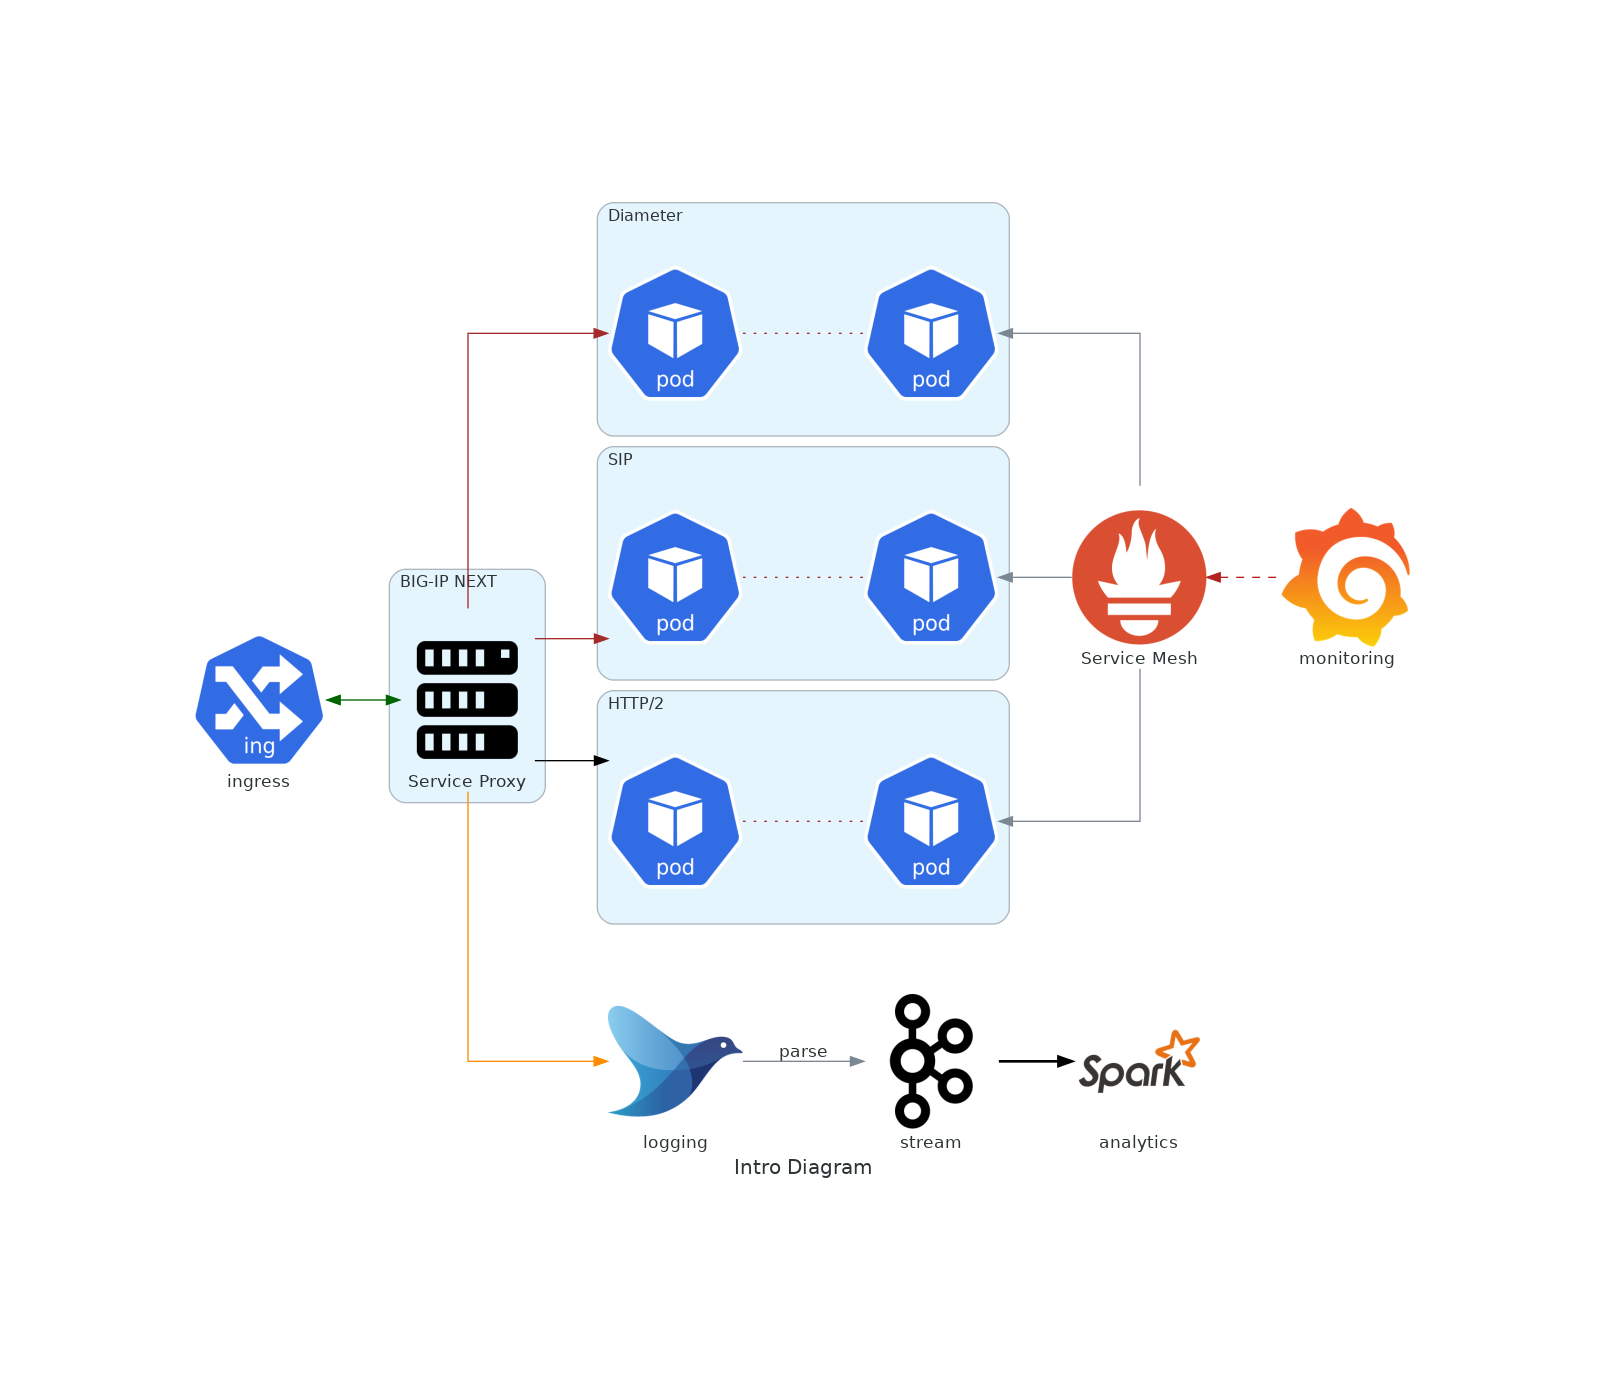 Diameter
pod
pod
SIP
pod
pod
Service Mesh
monitoring
BIG-IP NEXT
Service Proxy
ing
ingress
HTTP/2
pod
pod
parse
Spark
logging
stream
analytics
Intro Diagram